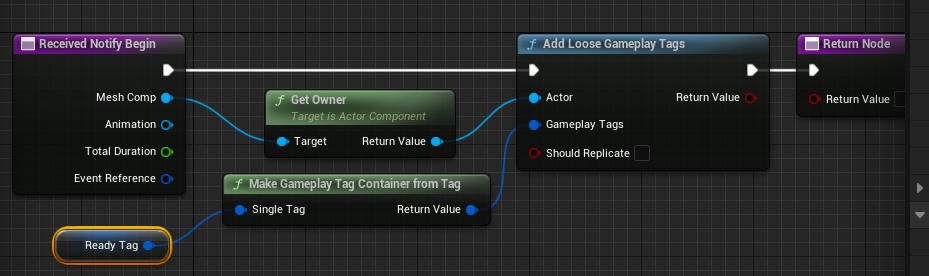 Received Notify Begin
Mesh Comp
Animation
Total Duration
Event Reference
Get Owner
Target is Actor Component
Target
Return Value
Make Gameplay Tag Container from Tag
Single Tag
Return Value
Ready Tag
Add Loose Gameplay Tags
Actor
Return Value
Gameplay Tags
Should Replicate
Return Node
Return Value